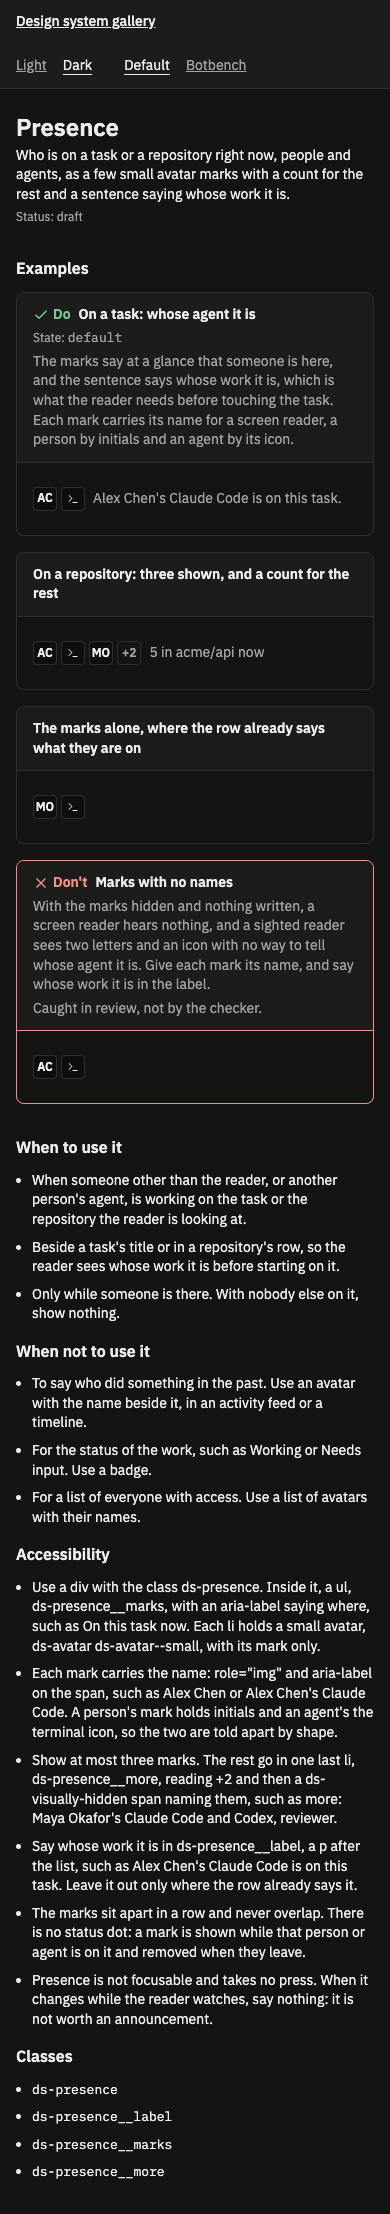 Design system gallery
Light Dark Default Botbench
Presence
Who is on a task or a repository right now, people and
agents, as a few small avatar marks with a count for the
rest and a sentence saying whose work it is.
Status: draft
Examples
Do On a task: whose agent it is
State: default
The marks say at a glance that someone is here,
and the sentence says whose work it is, which is
what the reader needs before touching the task.
Each mark carries its name for a screen reader, a
person by initials and an agent by its icon.
AC Alex Chen's Claude Code is on this task.
On a repository: three shown, and a count for the
rest
AC MO +2 5 in acme/api now
The marks alone, where the row already says
what they are on
MO
Don't Marks with no names
With the marks hidden and nothing written, a
screen reader hears nothing, and a sighted reader
sees two letters and an icon with no way to tell
whose agent it is. Give each mark its name, and say
whose work it is in the label.
Caught in review, not by the checker.
AC
When to use it
• When someone other than the reader, or another
person's agent, is working on the task or the
repository the reader is looking at.
• Beside a task's title or in a repository's row, so the
reader sees whose work it is before starting on it.
• Only while someone is there. With nobody else on it,
show nothing.
When not to use it
• To say who did something in the past. Use an avatar
with the name beside it, in an activity feed or a
timeline.
• For the status of the work, such as Working or Needs
input. Use a badge.
• For a list of everyone with access. Use a list of avatars
with their names.
Accessibility
• Use a div with the class ds-presence. Inside it, a ul,
ds-presence__marks, with an aria-label saying where,
such as On this task now. Each li holds a small avatar,
ds-avatar ds-avatar--small, with its mark only.
• Each mark carries the name: role="img" and aria-label
on the span, such as Alex Chen or Alex Chen's Claude
Code. A person's mark holds initials and an agent's the
terminal icon, so the two are told apart by shape.
• Show at most three marks. The rest go in one last li,
ds-presence__more, reading +2 and then a ds-
visually-hidden span naming them, such as more:
Maya Okafor's Claude Code and Codex, reviewer.
• Say whose work it is in ds-presence__label, a p after
the list, such as Alex Chen's Claude Code is on this
task. Leave it out only where the row already says it.
• The marks sit apart in a row and never overlap. There
is no status dot: a mark is shown while that person or
agent is on it and removed when they leave.
• Presence is not focusable and takes no press. When it
changes while the reader watches, say nothing: it is
not worth an announcement.
Classes
• ds-presence
• ds-presence__label
• ds-presence__marks
• ds-presence__more